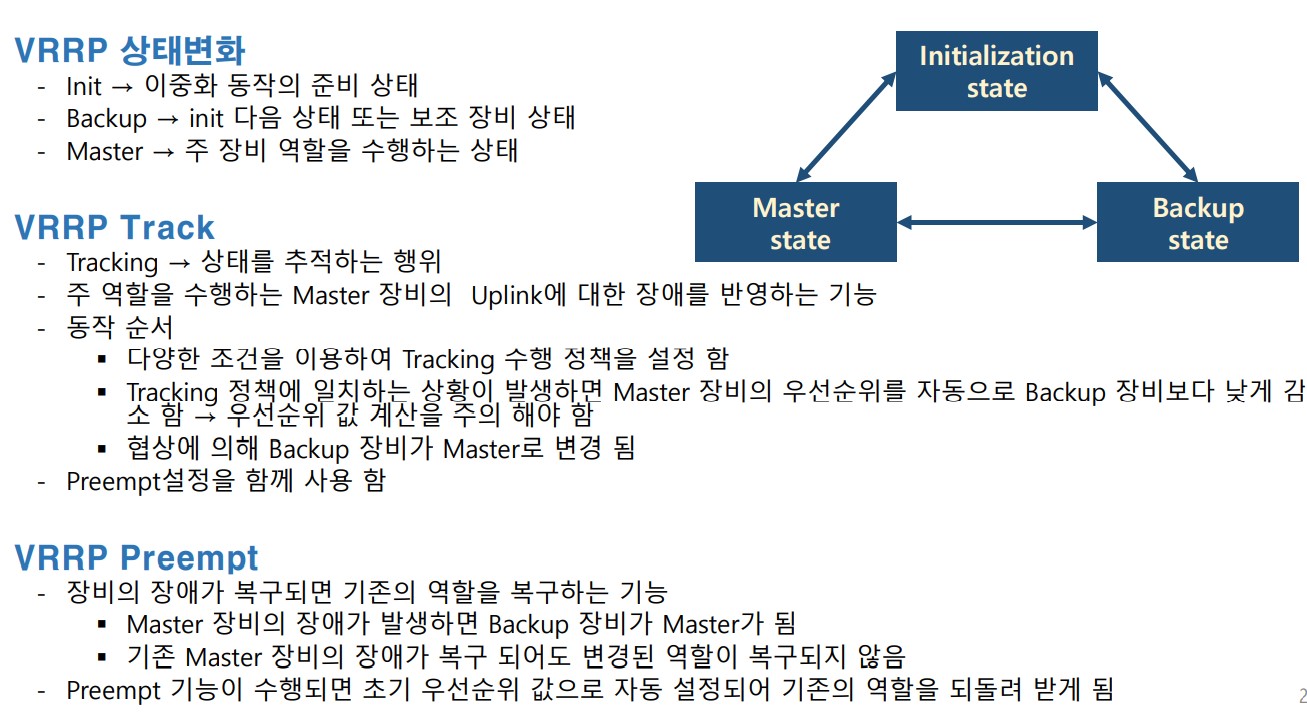 VRRP 상태변화
- Init → 이중화 동작의 준비 상태
- Backup → init 다음 상태 또는 보조 장비 상태
- Master → 주 장비 역할을 수행하는 상태
Initialization
state
Master
state
Backup
state
VRRP Track
- Tracking → 상태를 추적하는 행위
- 주 역할을 수행하는 Master 장비의 Uplink에 대한 장애를 반영하는 기능
- 동작 순서
▪ 다양한 조건을 이용하여 Tracking 수행 정책을 설정 함
▪ Tracking 정책에 일치하는 상황이 발생하면 Master 장비의 우선순위를 자동으로 Backup 장비보다 낮게 감
소 함 → 우선순위 값 계산을 주의 해야 함
▪ 협상에 의해 Backup 장비가 Master로 변경 됨
- Preempt설정을 함께 사용 함
VRRP Preempt
- 장비의 장애가 복구되면 기존의 역할을 복구하는 기능
▪ Master 장비의 장애가 발생하면 Backup 장비가 Master가 됨
▪ 기존 Master 장비의 장애가 복구 되어도 변경된 역할이 복구되지 않음
- Preempt 기능이 수행되면 초기 우선순위 값으로 자동 설정되어 기존의 역할을 되돌려 받게 됨
2